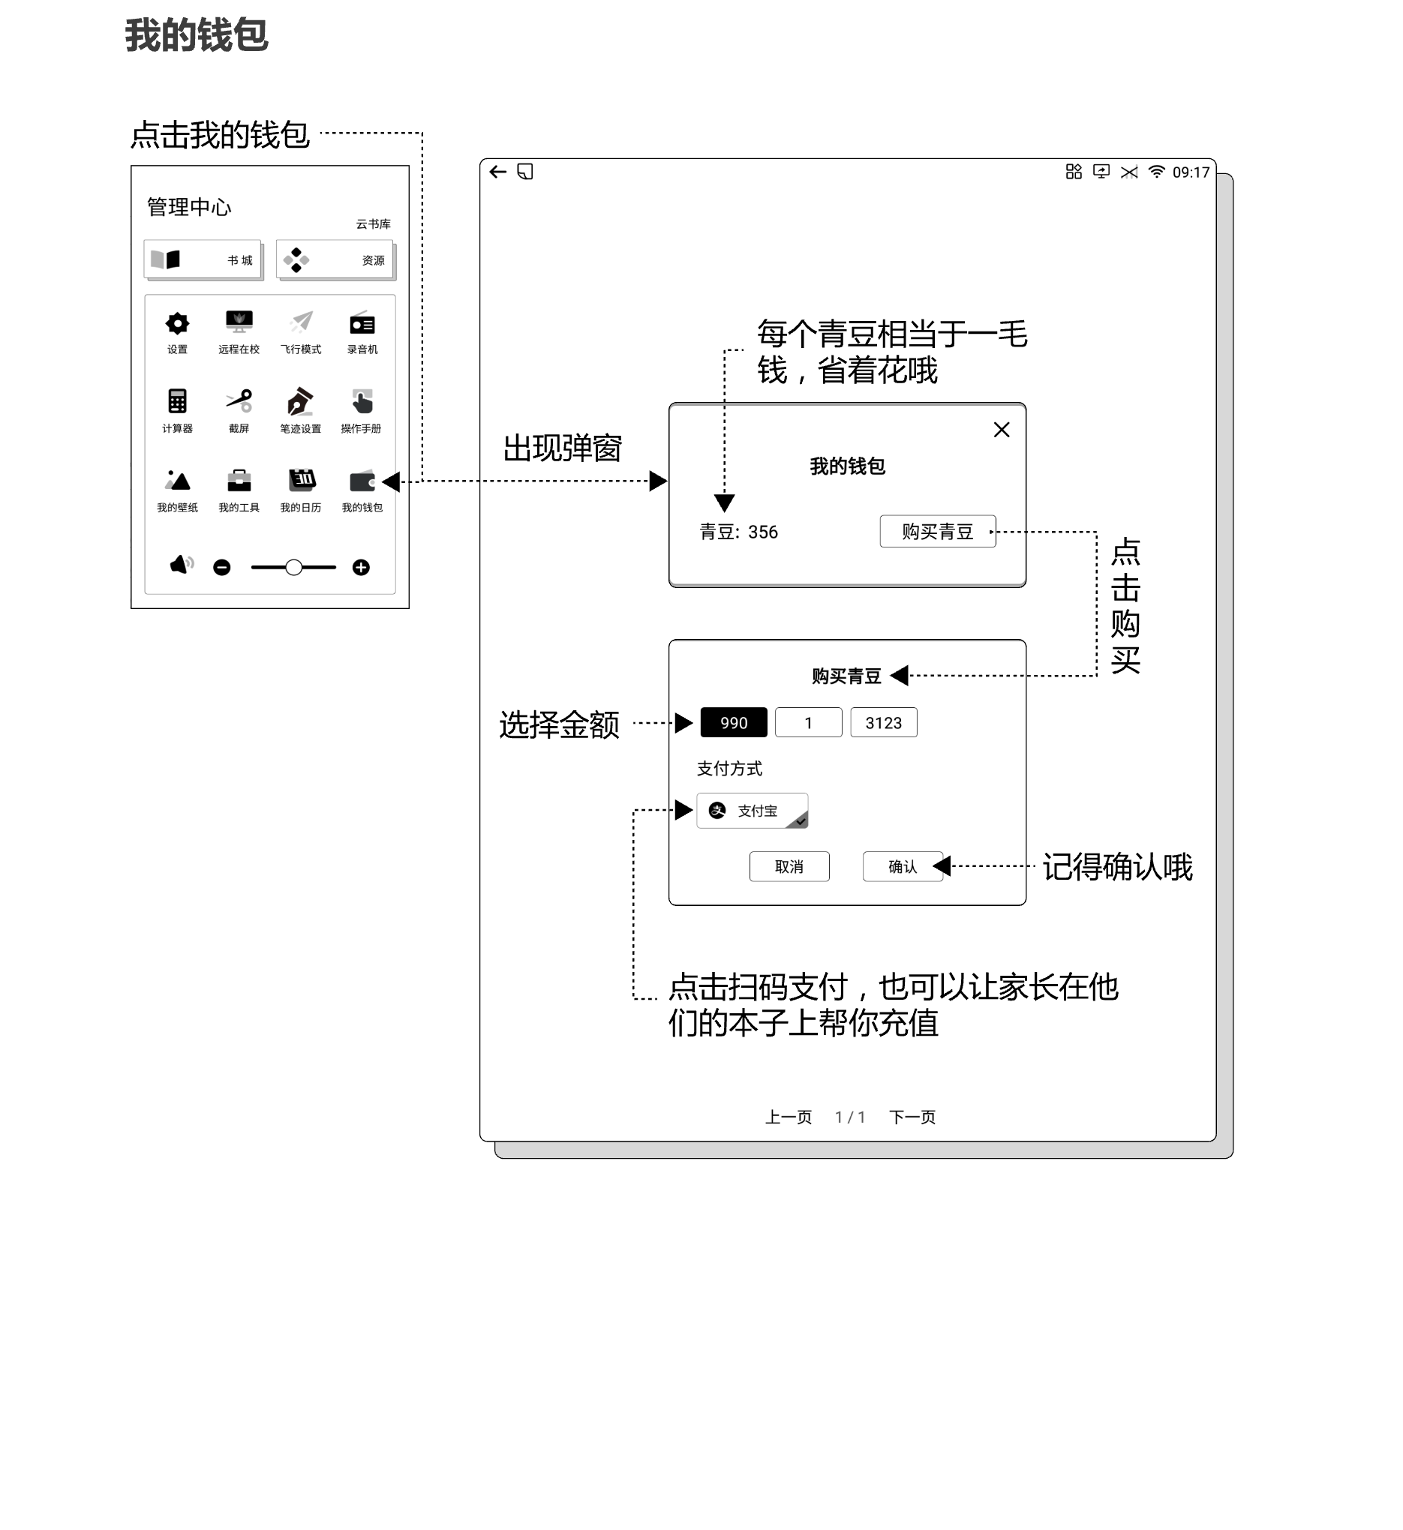 我的钱包
点击我的钱包
管理中心
云书库
书 城
资源
设置
远程在校
飞行模式
录音机
计算器
截屏
笔迹设置
操作手册
我的壁纸
我的工具
我的日历
我的钱包
09:17
每个青豆相当于一毛
钱，省着花哦
出现弹窗
我的钱包
青豆: 356
购买青豆
点
击
购
买
购买青豆
选择金额
990
1
3123
支付方式
支付宝
取消
确认
记得确认哦
点击扫码支付，也可以让家长在他
们的本子上帮你充值
上一页 1 / 1 下一页